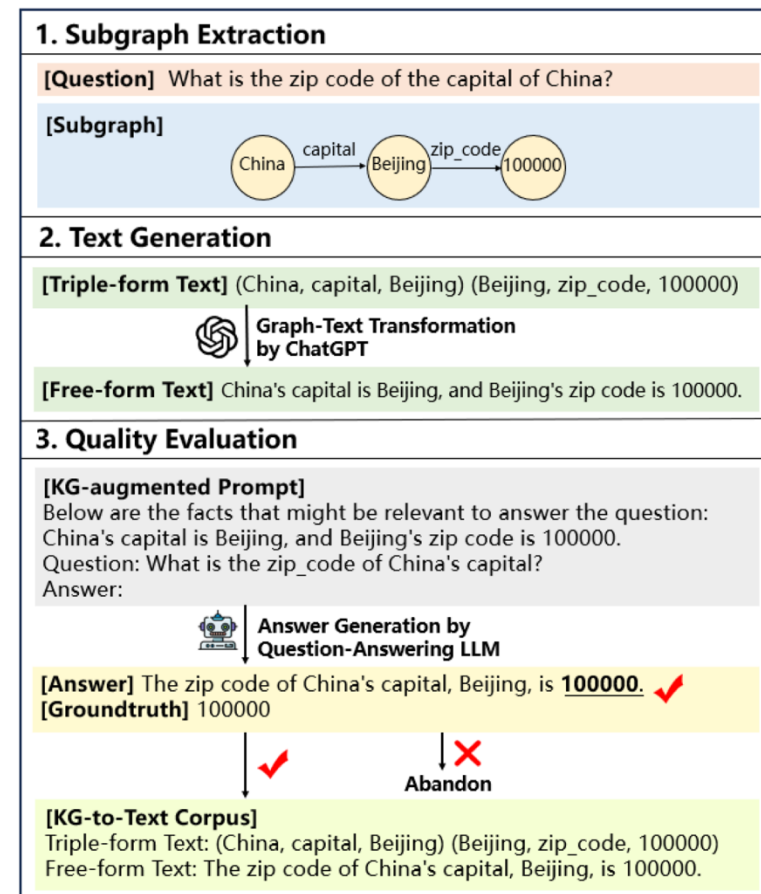 1. Subgraph Extraction
[Question] What is the zip code of the capital of China?
[Subgraph]
China capital Beijing zip_code 100000
2. Text Generation
[Triple-form Text] (China, capital, Beijing) (Beijing, zip_code, 100000)
Graph-Text Transformation
by ChatGPT
[Free-form Text] China's capital is Beijing, and Beijing's zip code is 100000.
3. Quality Evaluation
[KG-augmented Prompt]
Below are the facts that might be relevant to answer the question:
China's capital is Beijing, and Beijing's zip code is 100000.
Question: What is the zip_code of China's capital?
Answer:
Answer Generation by
Question-Answering LLM
[Answer] The zip code of China's capital, Beijing, is 100000.
[Groundtruth] 100000
Abandon
[KG-to-Text Corpus]
Triple-form Text: (China, capital, Beijing) (Beijing, zip_code, 100000)
Free-form Text: The zip code of China's capital, Beijing, is 100000.